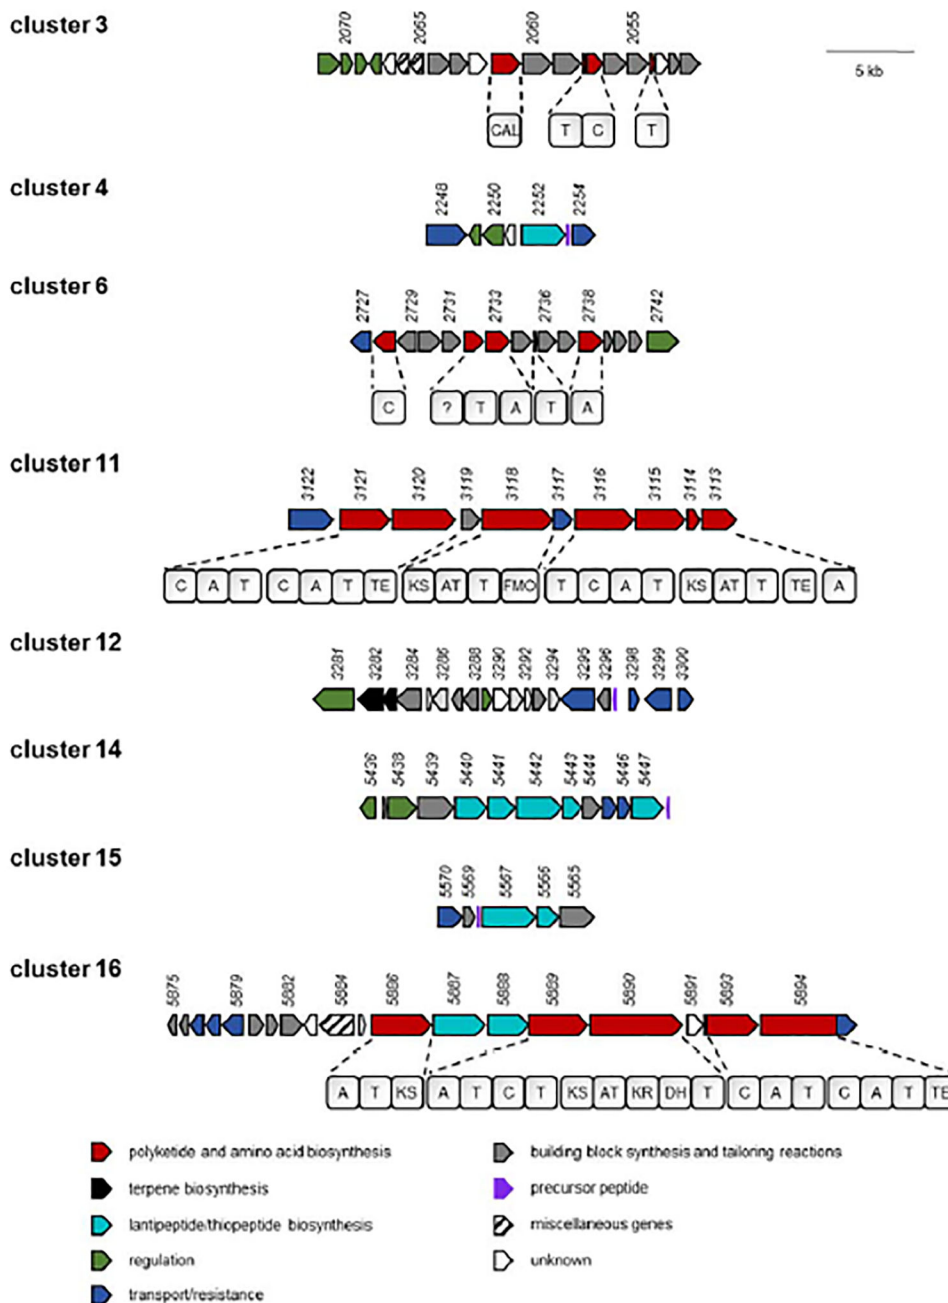 cluster 3
2070 2065 2060 2055
5 kb
CAL T C T
cluster 4
2248 2250 2252 2254
cluster 6
2727 2729 2731 2733 2736 2738 2742
C ? T A T A
cluster 11
3122 3121 3120 3119 3118 3117 3116 3115 3114 3113
C A T C A T TE KS AT T FMO T C A T KS AT T TE A
cluster 12
3281 3282 3284 3286 3288 3290 3292 3294 3295 3296 3298 3299 3300
cluster 14
5436 5438 5439 5440 5441 5442 5443 5444 5446 5447
cluster 15
5570 5569 5567 5566 5565
cluster 16
5875 5879 5882 5884 5886 5887 5888 5889 5890 5891 5893 5894
A T KS A T C T KS AT KR DH T C A T C A T TE
polyketide and amino acid biosynthesis
building block synthesis and tailoring reactions
terpene biosynthesis
precursor peptide
lantipeptide/thiopeptide biosynthesis
miscellaneous genes
regulation
unknown
transport/resistance